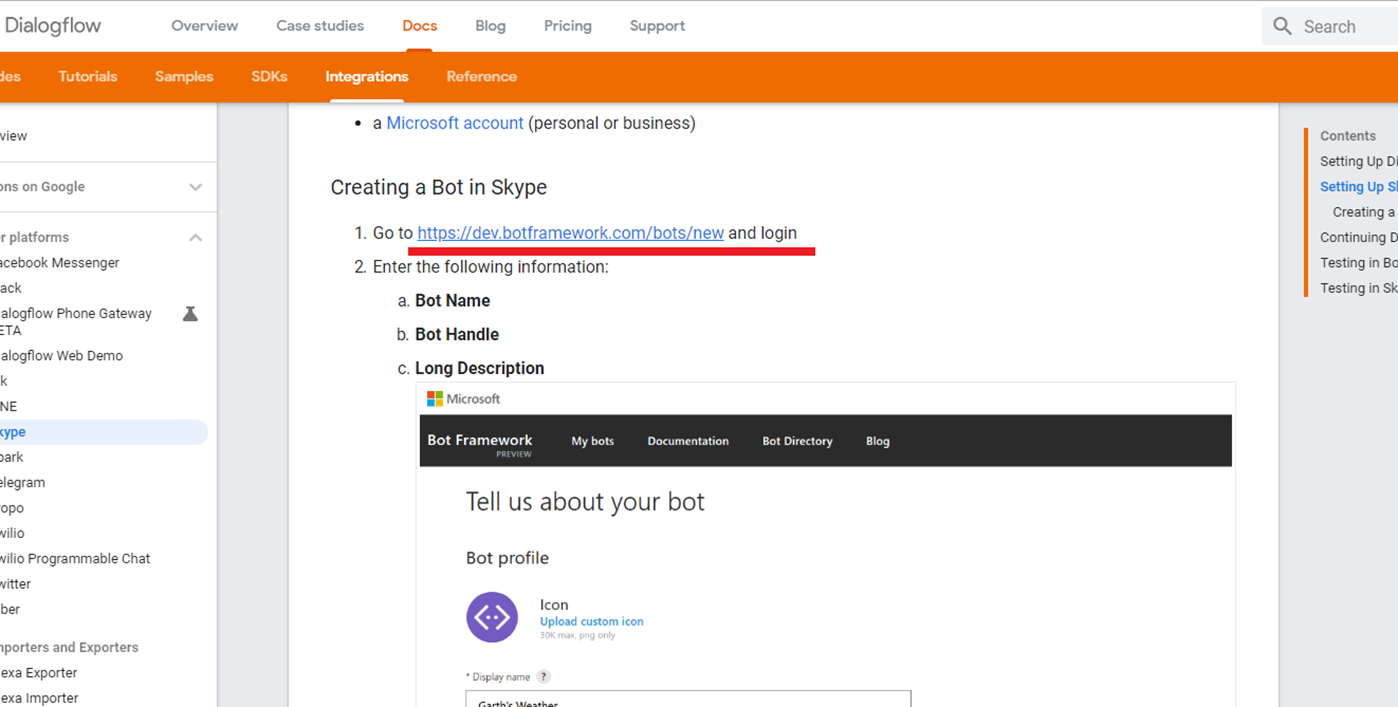 Dialogflow
Overview Case studies Docs Blog Pricing Support
Search
des Tutorials Samples SDKs Integrations Reference
view
ons on Google
er platforms
acebook Messenger
ack
alogflow Phone Gateway
ETA
alogflow Web Demo
k
NE
kype
park
elegram
ropo
wilio
wilio Programmable Chat
witter
ber
mporters and Exporters
exa Exporter
exa Importer
• a Microsoft account (personal or business)
Creating a Bot in Skype
1. Go to https://dev.botframework.com/bots/new and login
2. Enter the following information:
a. Bot Name
b. Bot Handle
c. Long Description
Microsoft
Bot Framework My bots Documentation Bot Directory Blog
PREVIEW
Tell us about your bot
Bot profile
Icon
Upload custom icon
30K max, png only
* Display name ?
Garth's Weather
Contents
Setting Up Di
Setting Up Sk
Creating a
Continuing D
Testing in Bo
Testing in Sk